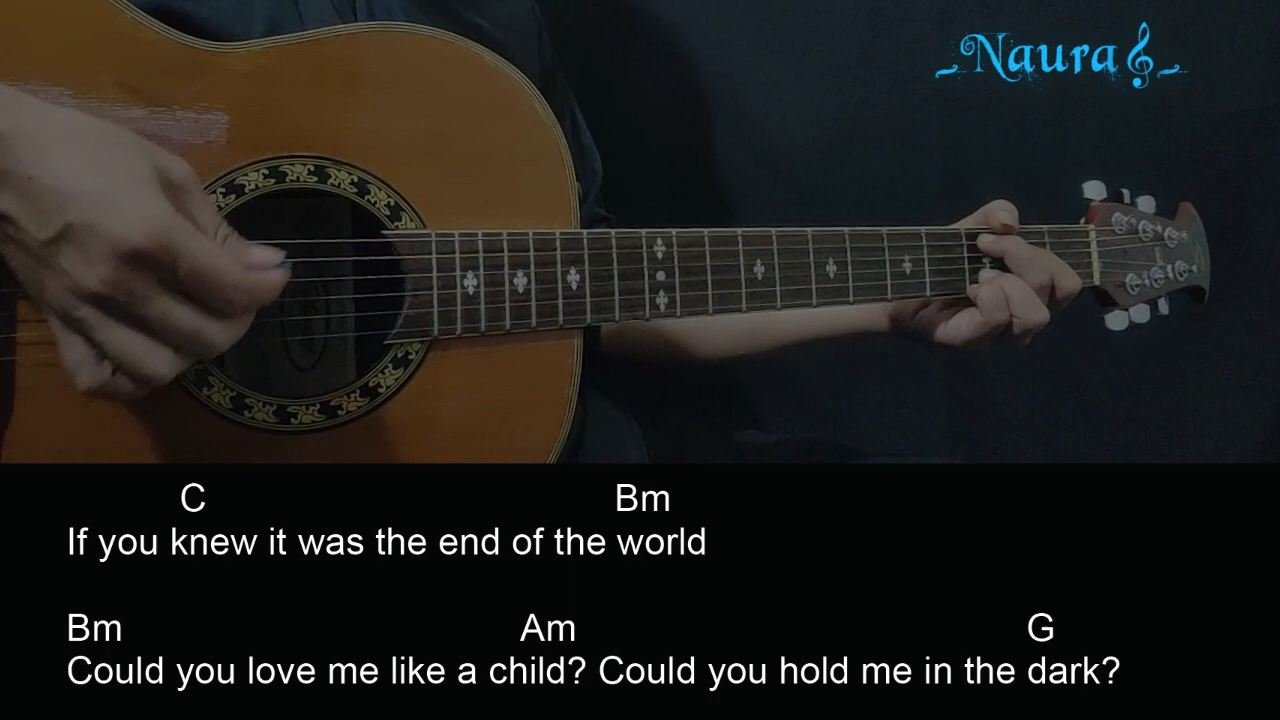 Naura
C Bm
If you knew it was the end of the world
Bm Am G
Could you love me like a child? Could you hold me in the dark?